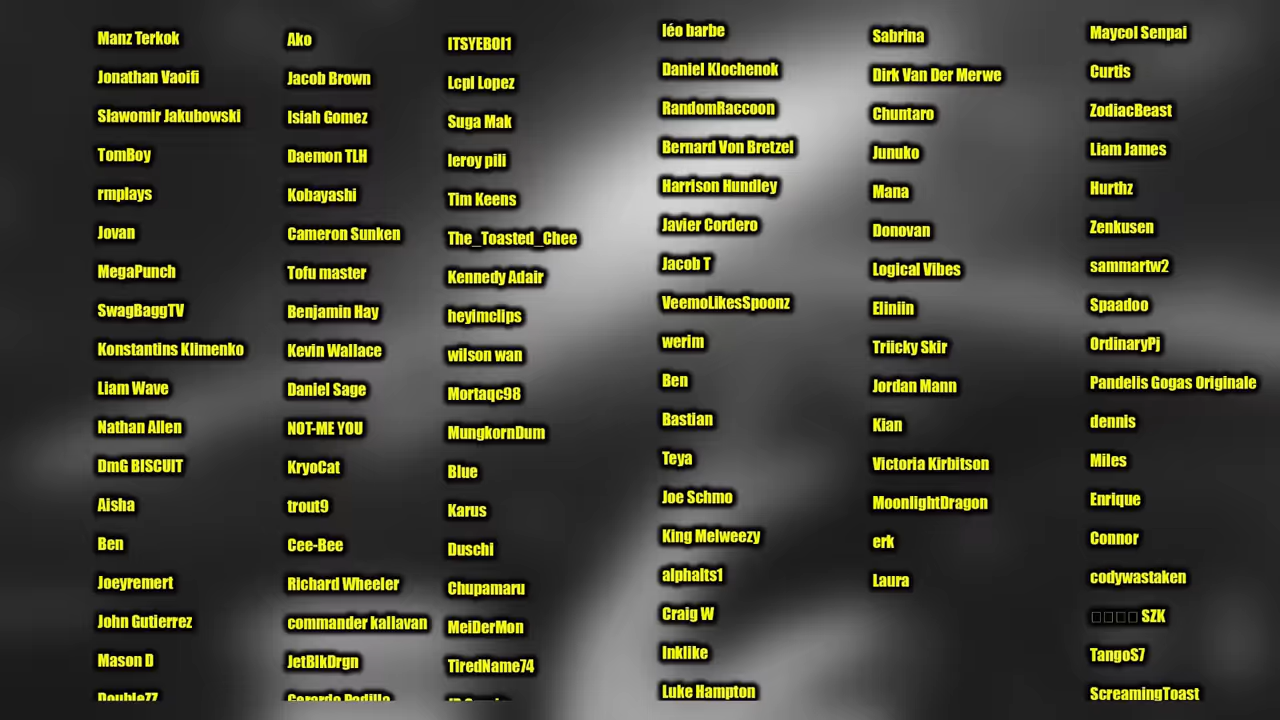 Manz Terkok
Jonathan Vaoifi
Slawomir Jakubowski
TomBoy
rmplays
Jovan
MegaPunch
SwagBaggTV
Konstantins Klimenko
Liam Wave
Nathan Allen
DmG BISCUIT
Aisha
Ben
Joeyremert
John Gutierrez
Mason D
Double77
Ako
Jacob Brown
Isiah Gomez
Daemon TLH
Kobayashi
Cameron Sunken
Tofu master
Benjamin Hay
Kevin Wallace
Daniel Sage
NOT-ME YOU
KryoCat
trout9
Cee-Bee
Richard Wheeler
commander kallavan
JetBlkDrgn
Gerardo Padilla
ITSYEBOI1
Lcpl Lopez
Suga Mak
leroy pili
Tim Keens
The_Toasted_Chee
Kennedy Adair
heyImclips
wilson wan
Mortaqc98
MungkornDum
Blue
Karus
Duschi
Chupamaru
MeiDerMon
TiredName74
léo barbe
Daniel Klochenok
RandomRaccoon
Bernard Von Bretzel
Harrison Hundley
Javier Cordero
Jacob T
VeemoLikesSpoonz
werim
Ben
Bastian
Teya
Joe Schmo
King Melweezy
alphalts1
Craig W
Inklike
Luke Hampton
Sabrina
Dirk Van Der Merwe
Chuntaro
Junuko
Mana
Donovan
Logical Vibes
Eliniin
Triicky Skir
Jordan Mann
Kian
Victoria Kirbitson
MoonlightDragon
erk
Laura
Maycol Senpai
Curtis
ZodiacBeast
Liam James
Hurthz
Zenkusen
sammartw2
Spaadoo
OrdinaryPj
Pandelis Gogas Originale
dennis
Miles
Enrique
Connor
codywastaken
SZK
TangoS7
ScreamingToast